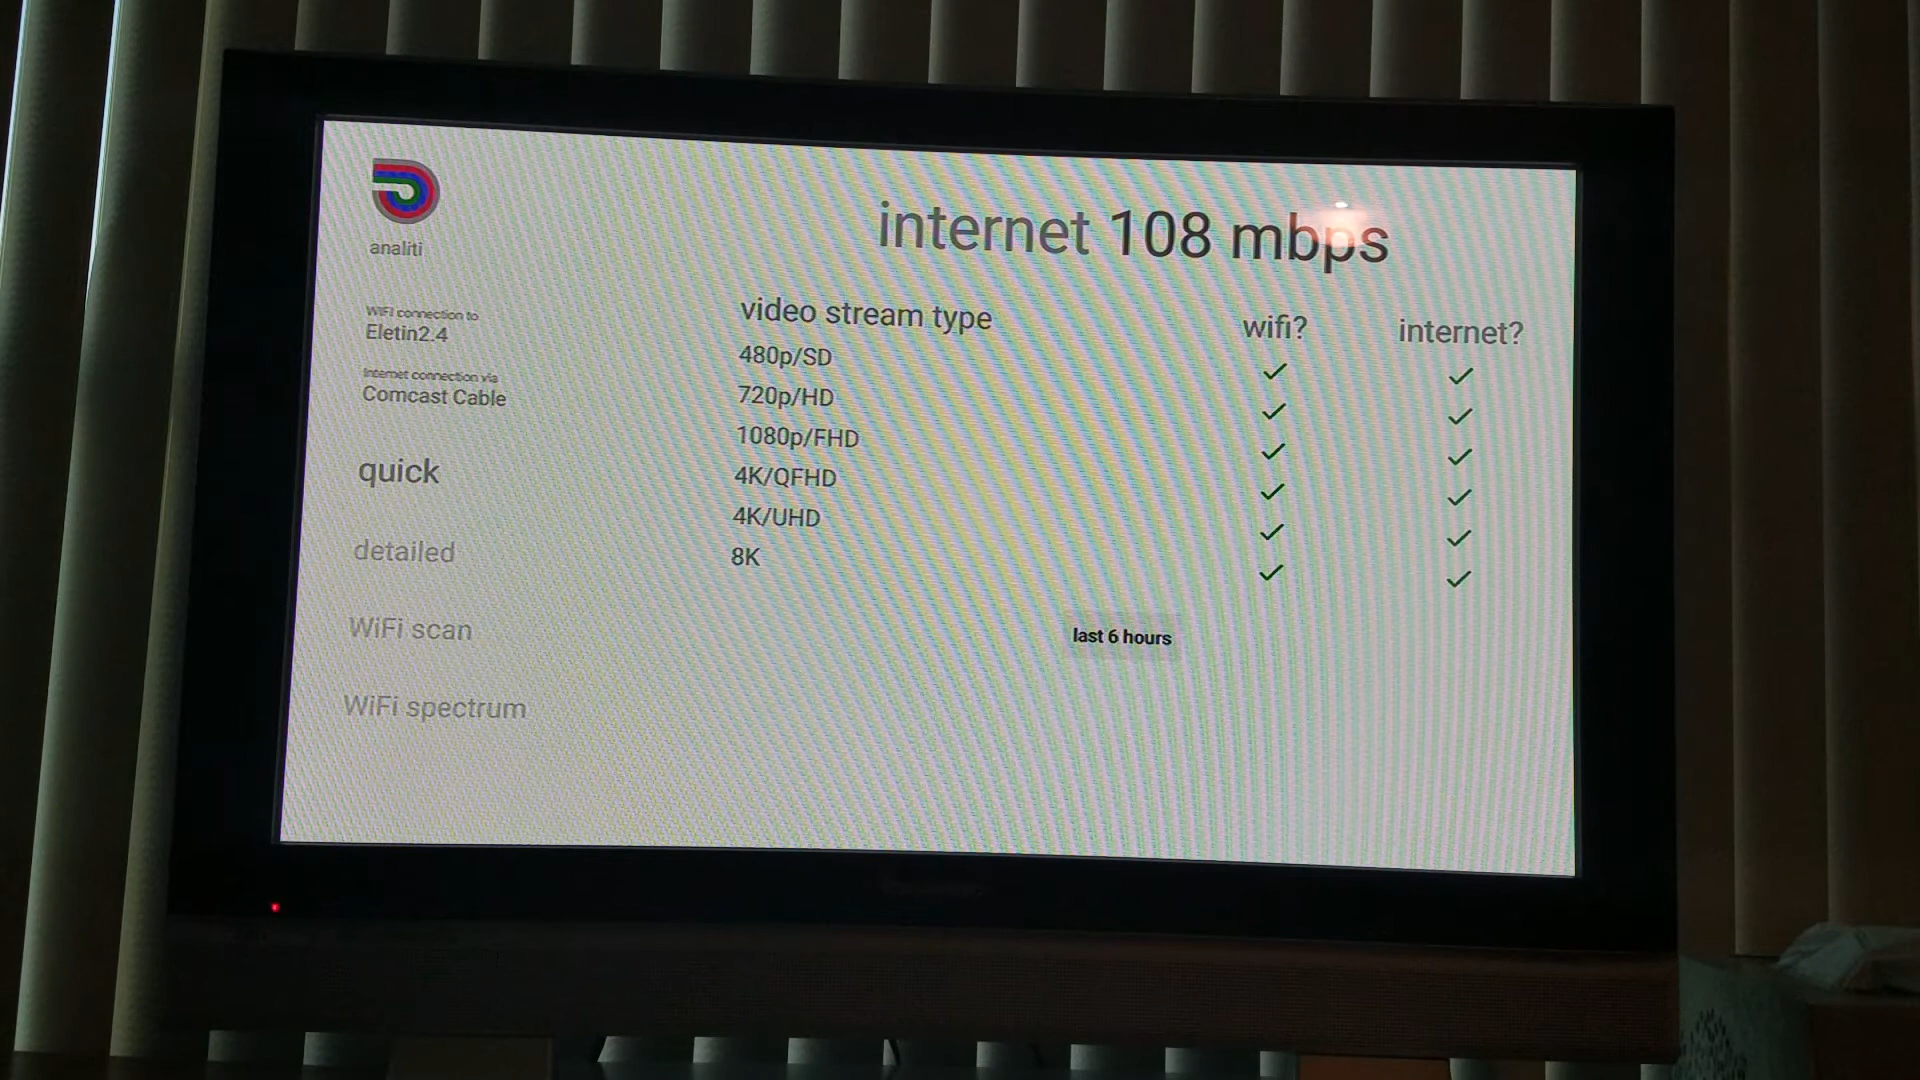 analiti
internet 108 mbps
WiFi connection to
Eletin2.4
Internet connection via
Comcast Cable
quick
detailed
WiFi scan
WiFi spectrum
video stream type
wifi?
internet?
480p/SD
720p/HD
1080p/FHD
4K/QFHD
4K/UHD
8K
last 6 hours